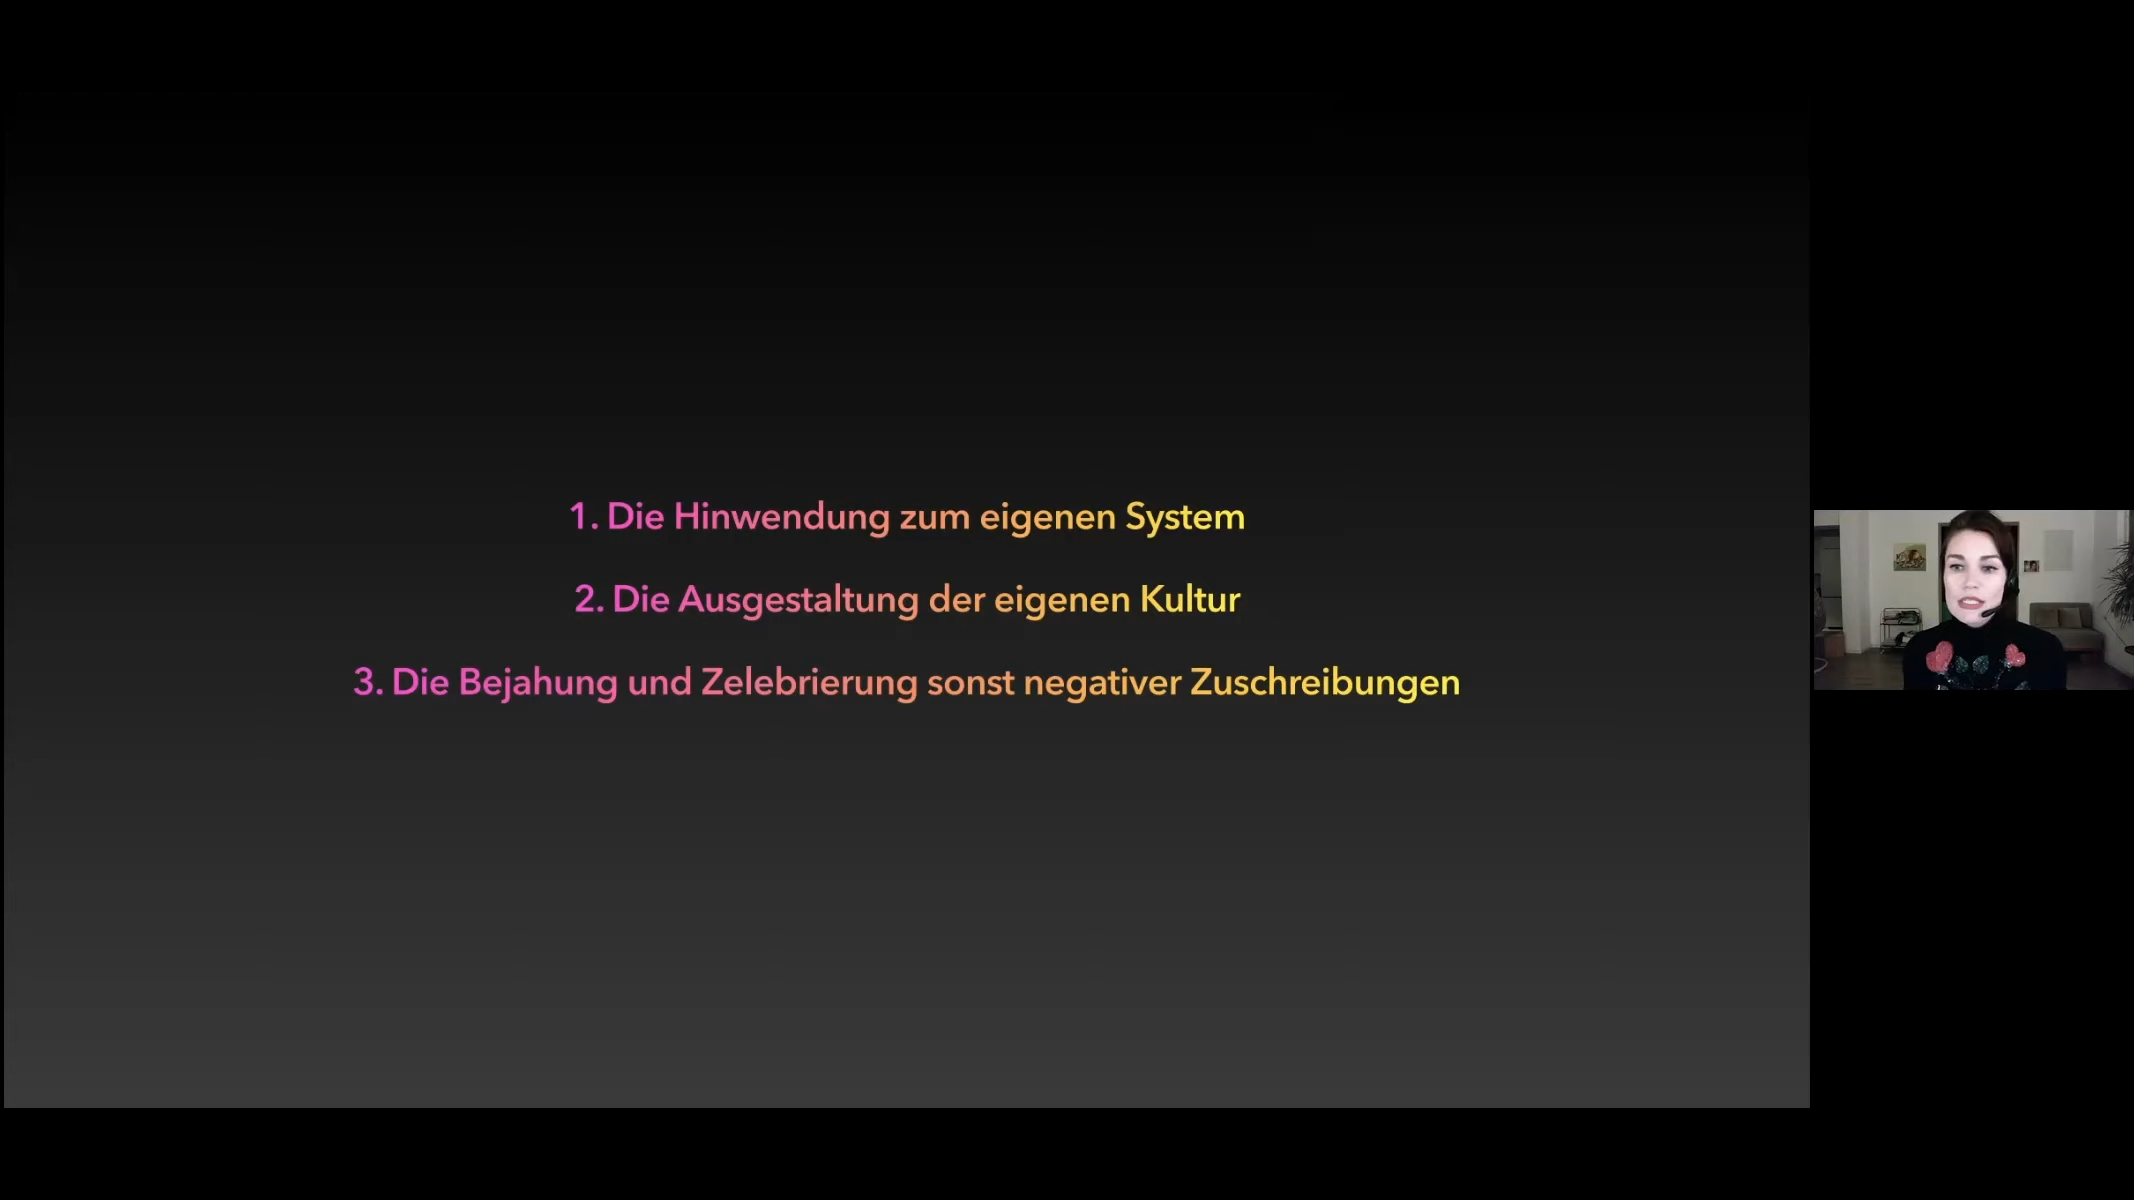 1. Die Hinwendung zum eigenen System
2. Die Ausgestaltung der eigenen Kultur
3. Die Bejahung und Zelebrierung sonst negativer Zuschreibungen